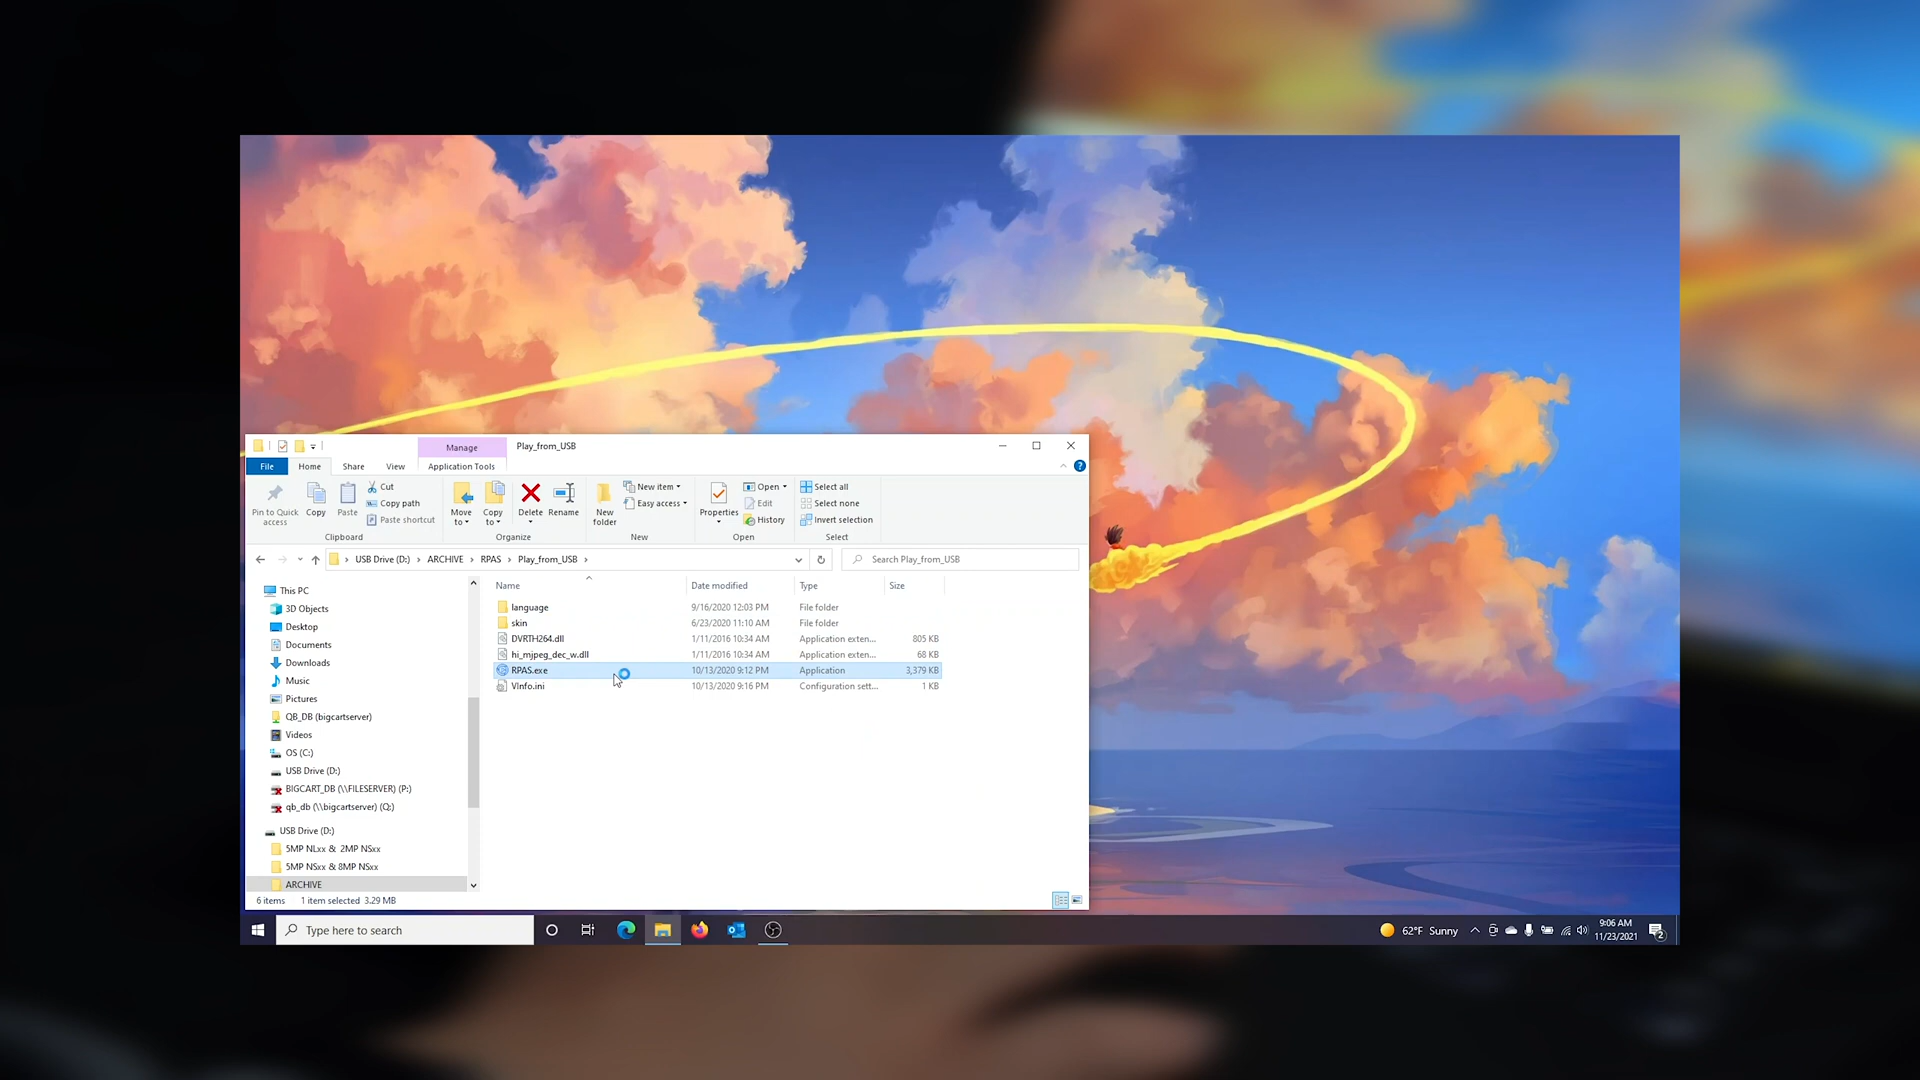 Manage
Play_from_USB
File
Home
Share
View
Application Tools
Pin to Quick access
Copy
Paste
Cut
Copy path
Paste shortcut
Clipboard
Move to
Copy to
Delete
Rename
Organize
New folder
New item
Easy access
New
Properties
Open
Edit
History
Open
Select all
Select none
Invert selection
Select
USB Drive (D:) > ARCHIVE > RPAS > Play_from_USB >
Search Play_from_USB
This PC
3D Objects
Desktop
Documents
Downloads
Music
Pictures
QB_DB (bigcartserver)
Videos
OS (C:)
USB Drive (D:)
BIGCART_DB (\\FILESERVER) (P:)
qb_db (\\bigcartserver) (Q:)
USB Drive (D:)
5MP NLxx & 2MP NSxx
5MP NSxx & 8MP NSxx
ARCHIVE
Name Date modified Type Size
language 9/16/2020 12:03 PM File folder
skin 6/23/2020 11:10 AM File folder
DVRTH264.dll 1/11/2016 10:34 AM Application exten... 805 KB
hi_mjpeg_dec_w.dll 1/11/2016 10:34 AM Application exten... 68 KB
RPAS.exe 10/13/2020 9:12 PM Application 3,379 KB
VInfo.ini 10/13/2020 9:16 PM Configuration sett... 1 KB
6 items 1 item selected 3.29 MB
Type here to search
62°F Sunny
9:06 AM
11/23/2021
2